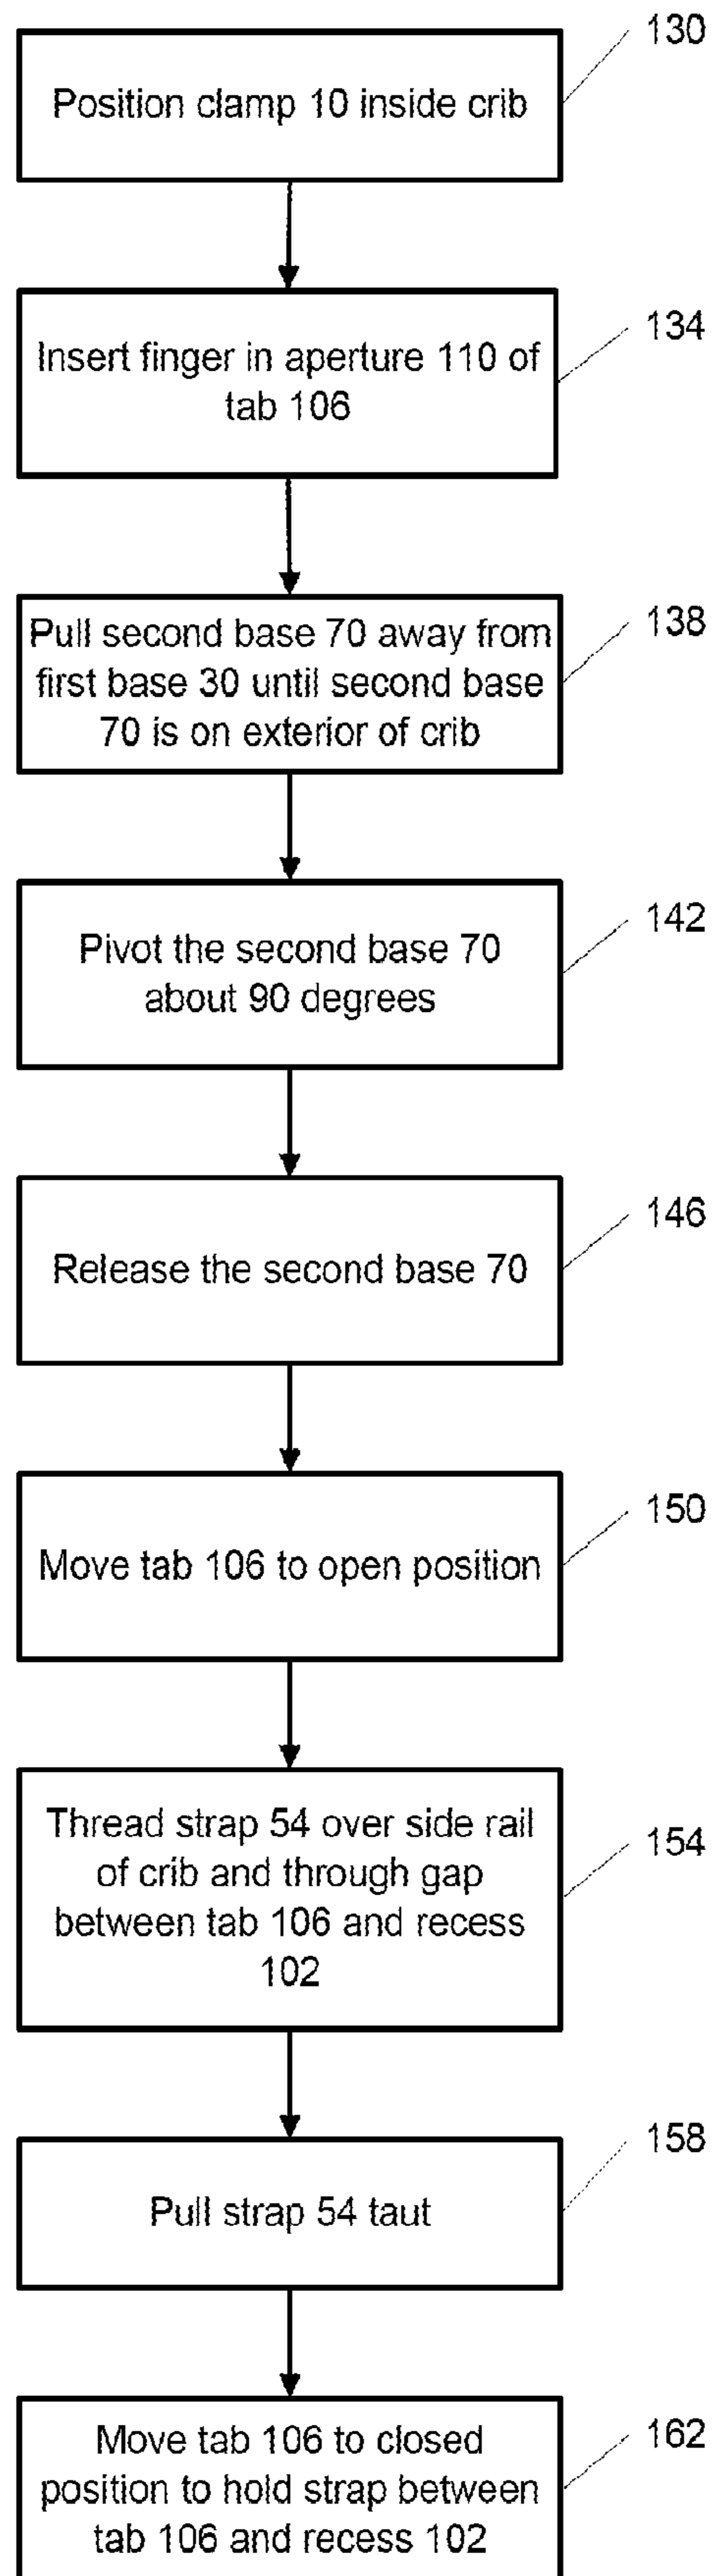 130
Position clamp 10 inside crib
134
Insert finger in aperture 110 of
tab 106
138
Pull second base 70 away from
first base 30 until second base
70 is on exterior of crib
142
Pivot the second base 70
about 90 degrees
146
Release the second base 70
150
Move tab 106 to open position
154
Thread strap 54 over side rail
of crib and through gap
between tab 106 and recess
102
158
Pull strap 54 taut
162
Move tab 106 to closed
position to hold strap between
tab 106 and recess 102